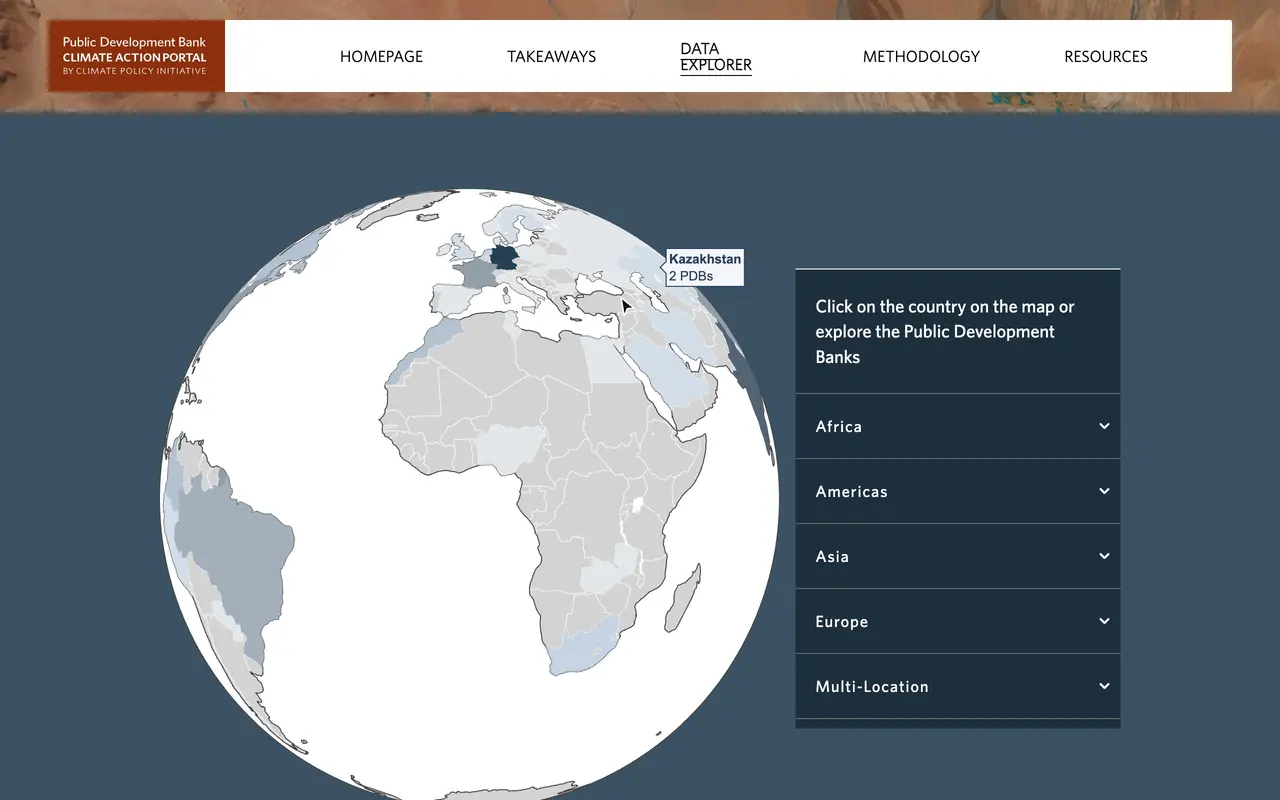 Public Development Bank
CLIMATE ACTION PORTAL
BY CLIMATE POLICY INITIATIVE
HOMEPAGE
TAKEAWAYS
DATA
EXPLORER
METHODOLOGY
RESOURCES
Kazakhstan
2 PDBs
Click on the country on the map or
explore the Public Development
Banks
Africa
Americas
Asia
Europe
Multi-Location